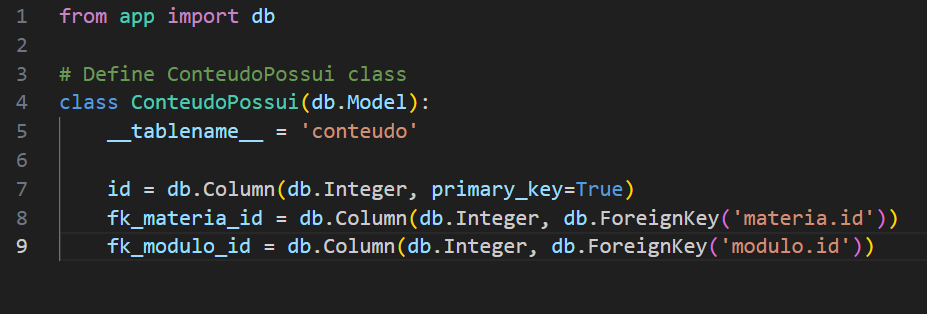 1 from app import db
2
3 # Define ConteudoPossui class
4 class ConteudoPossui(db.Model):
5     __tablename__ = 'conteudo'
6
7     id = db.Column(db.Integer, primary_key=True)
8     fk_materia_id = db.Column(db.Integer, db.ForeignKey('materia.id'))
9     fk_modulo_id = db.Column(db.Integer, db.ForeignKey('modulo.id'))